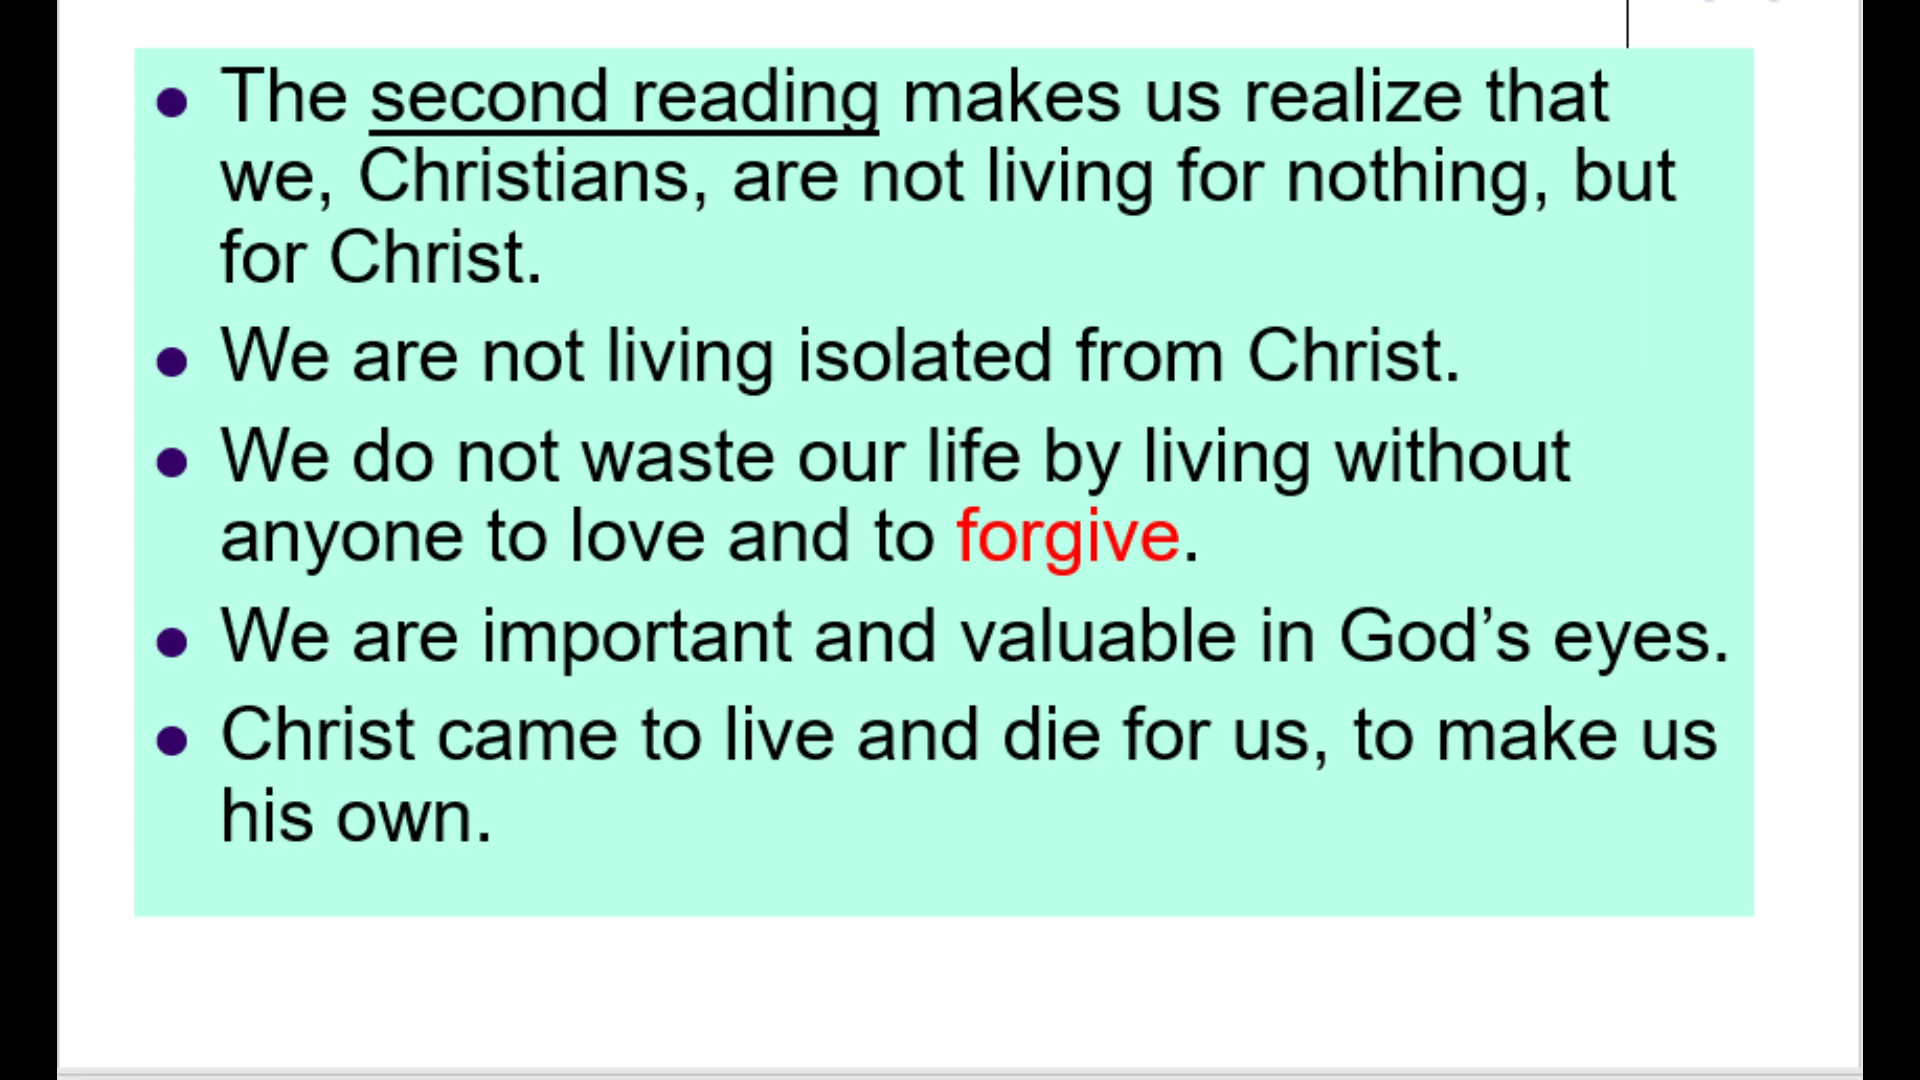 ● The second reading makes us realize that
we, Christians, are not living for nothing, but
for Christ.
● We are not living isolated from Christ.
● We do not waste our life by living without
anyone to love and to forgive.
● We are important and valuable in God’s eyes.
● Christ came to live and die for us, to make us
his own.